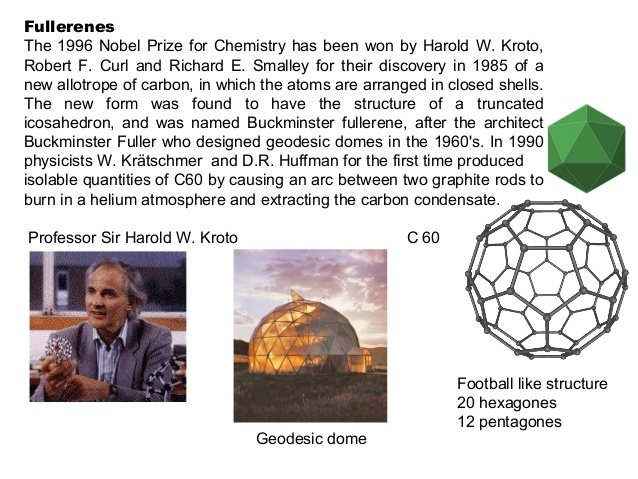 Fullerenes
The 1996 Nobel Prize for Chemistry has been won by Harold W. Kroto,
Robert F. Curl and Richard E. Smalley for their discovery in 1985 of a
new allotrope of carbon, in which the atoms are arranged in closed shells.
The new form was found to have the structure of a truncated
icosahedron, and was named Buckminster fullerene, after the architect
Buckminster Fuller who designed geodesic domes in the 1960's. In 1990
physicists W. Krätschmer and D.R. Huffman for the first time produced
isolable quantities of C60 by causing an arc between two graphite rods to
burn in a helium atmosphere and extracting the carbon condensate.
Professor Sir Harold W. Kroto
C 60
Football like structure
20 hexagones
12 pentagones
Geodesic dome